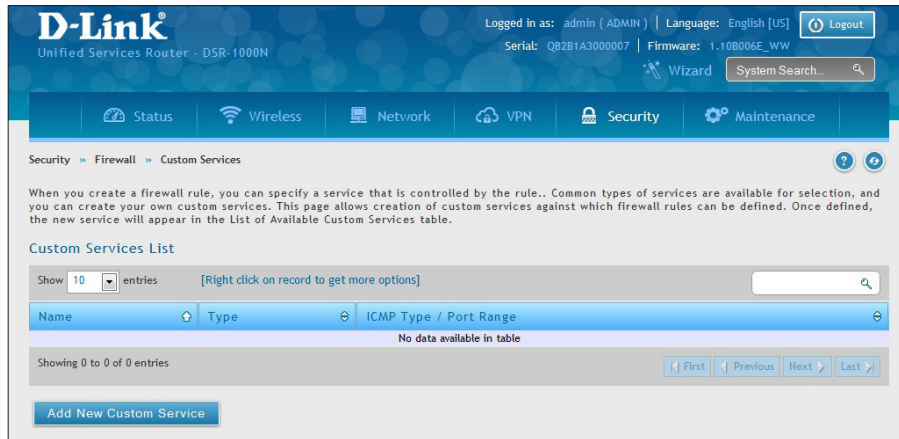 D-Link
Unified Services Router - DSR-1000N
Logged in as: admin ( ADMIN ) | Language: English [US]
Logout
Serial: QB2B1A3000007 | Firmware: 1.10B006E_WW
Wizard
System Search...
Status
Wireless
Network
VPN
Security
Maintenance
Security » Firewall » Custom Services
When you create a firewall rule, you can specify a service that is controlled by the rule.. Common types of services are available for selection, and
you can create your own custom services. This page allows creation of custom services against which firewall rules can be defined. Once defined,
the new service will appear in the List of Available Custom Services table.
Custom Services List
Show 10 entries
[Right click on record to get more options]
Name
Type
ICMP Type / Port Range
No data available in table
Showing 0 to 0 of 0 entries
First
Previous
Next
Last
Add New Custom Service